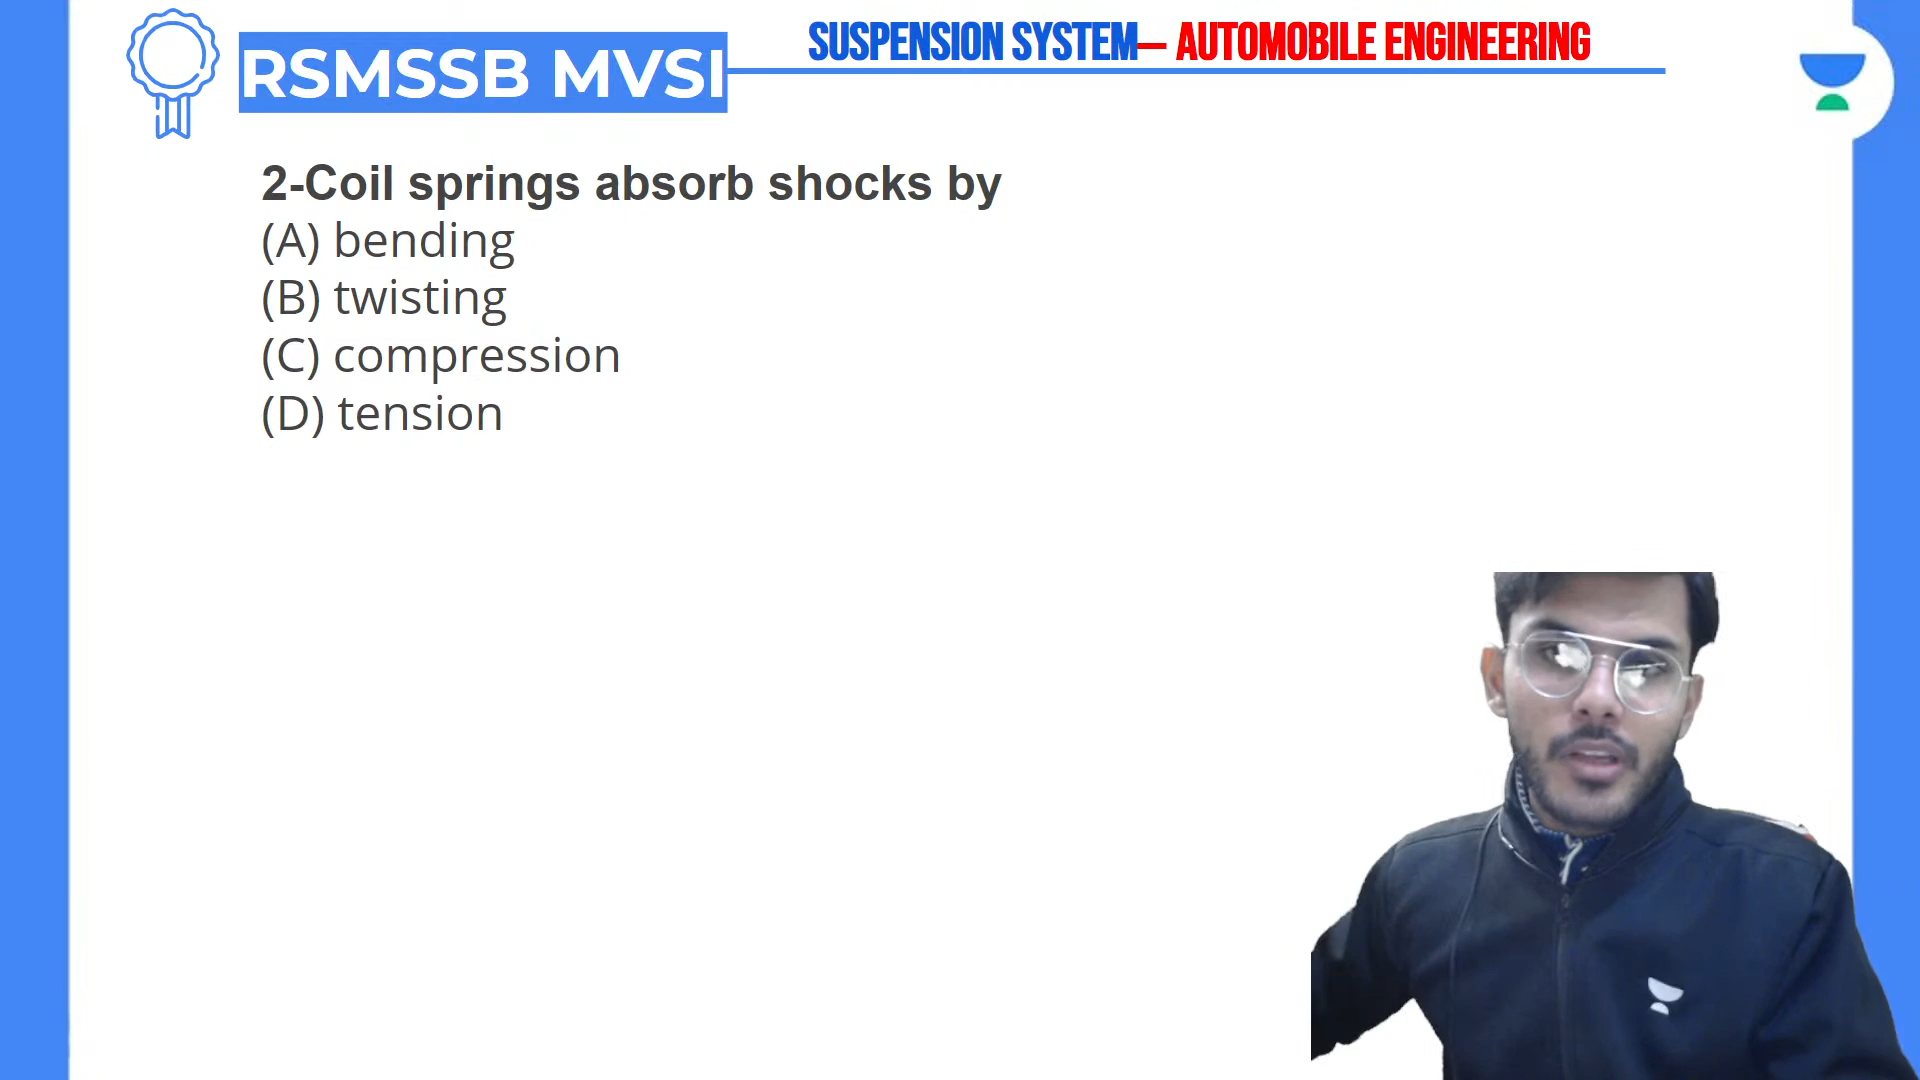 RSMSSB MVSI
SUSPENSION SYSTEM– AUTOMOBILE ENGINEERING
2-Coil springs absorb shocks by
(A) bending
(B) twisting
(C) compression
(D) tension